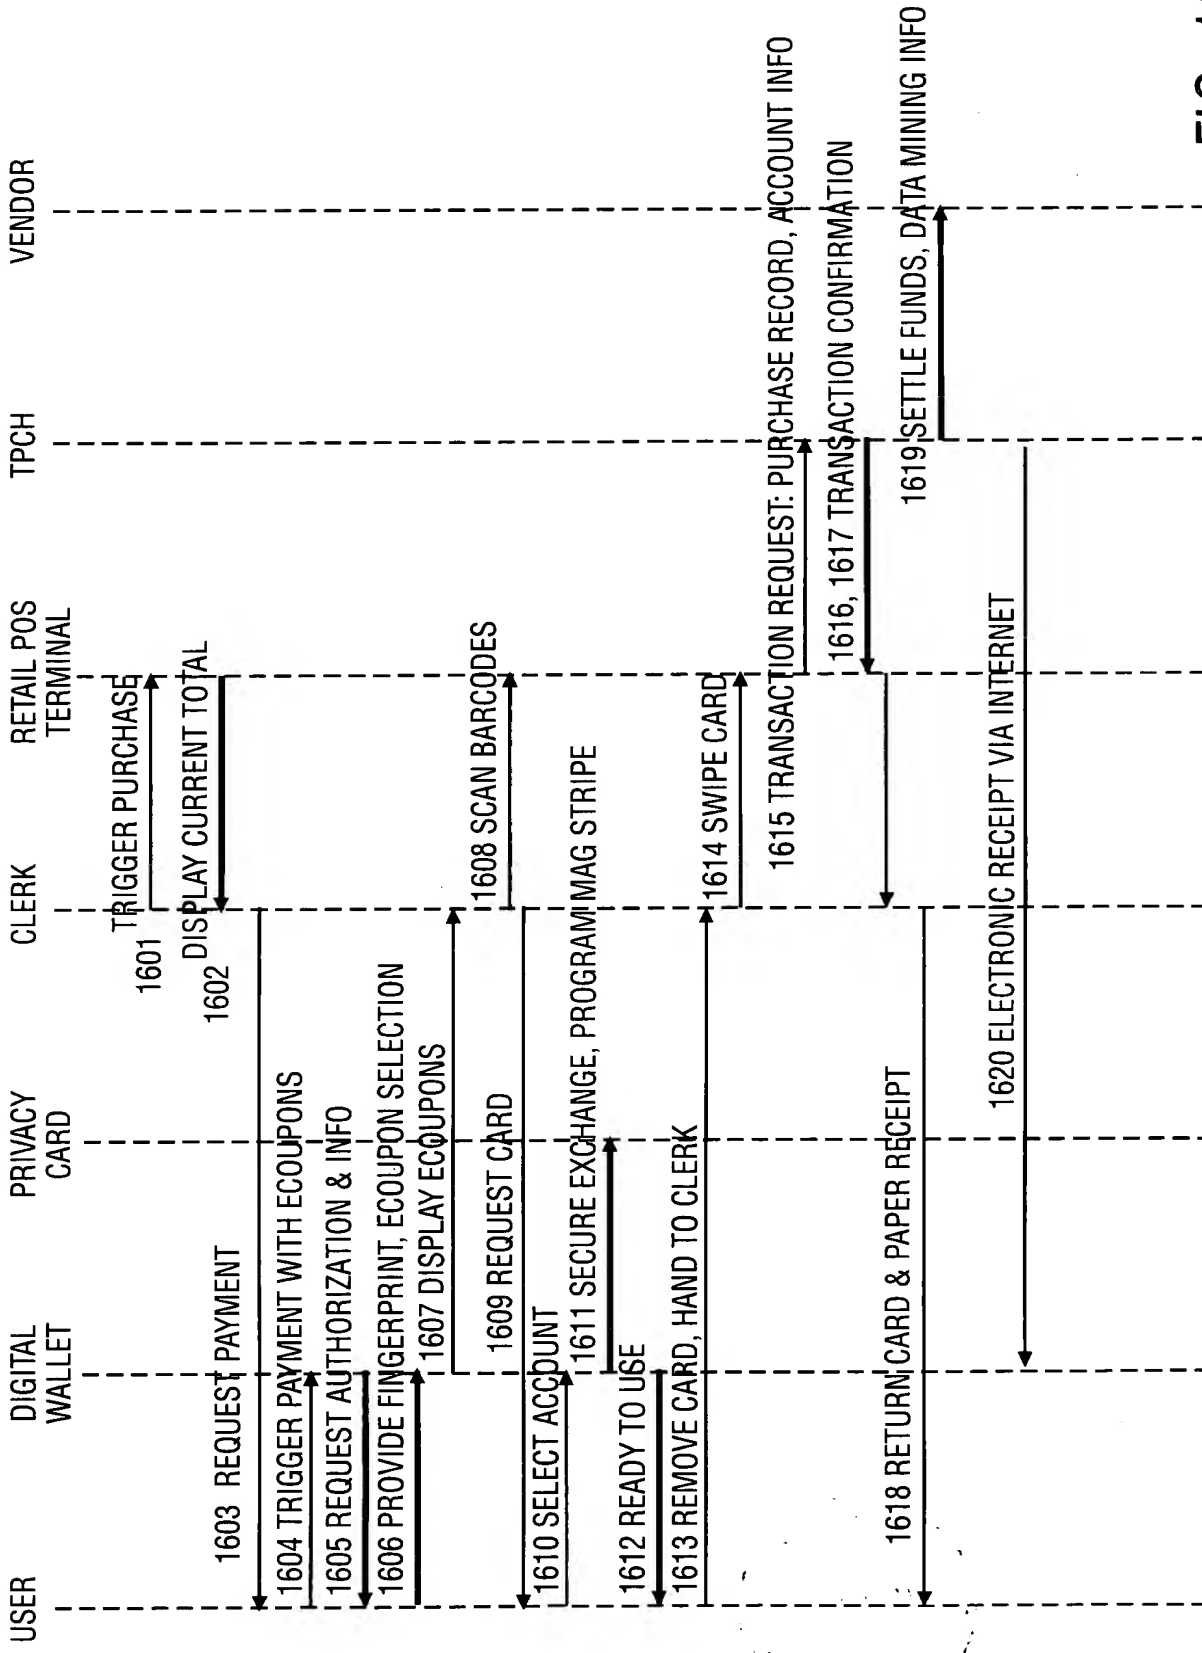 USER
DIGITAL
WALLET
PRIVACY
CARD
CLERK
RETAIL POS
TERMINAL
TPCH
VENDOR
TRIGGER PURCHASE
1601
DISPLAY CURRENT TOTAL
1602
1603 REQUEST PAYMENT
1604 TRIGGER PAYMENT WITH ECOUPONS
1605 REQUEST AUTHORIZATION & INFO
1606 PROVIDE FINGERPRINT, ECOUPON SELECTION
1607 DISPLAY ECOUPONS
1608 SCAN BARCODES
1609 REQUEST CARD
1610 SELECT ACCOUNT
1611 SECURE EXCHANGE, PROGRAM MAG STRIPE
1612 READY TO USE
1613 REMOVE CARD, HAND TO CLERK
1614 SWIPE CARD
1615 TRANSACTION REQUEST: PURCHASE RECORD, ACCOUNT INFO
1616, 1617 TRANSACTION CONFIRMATION
1618 RETURN CARD & PAPER RECEIPT
1619 SETTLE FUNDS, DATA MINING INFO
1620 ELECTRONIC RECEIPT VIA INTERNET